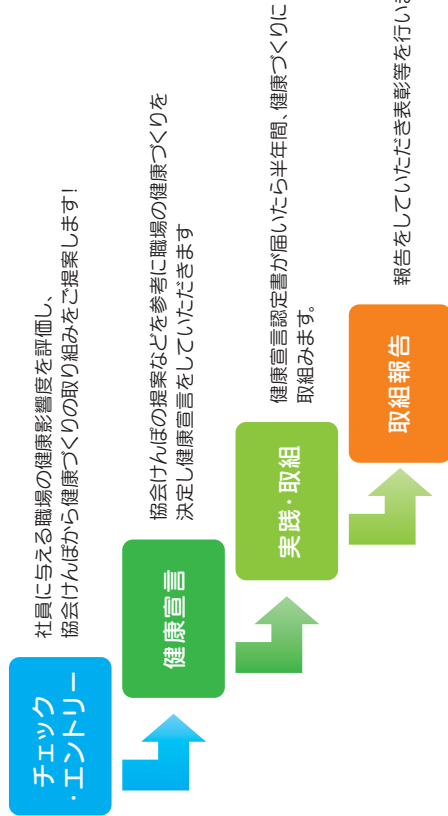 チェック
・エントリー
社員に与える職場の健康影響度を評価し、
協会けんぽから健康づくりの取り組みをご提案します!
健康宣言
協会けんぽの提案などを参考に職場の健康づくりを
決定し健康宣言をしていただきます
実践・取組
健康宣言認定書が届いたら半年間、健康づくりに
取組みます。
取組報告
報告をしていただき表彰等を行いま